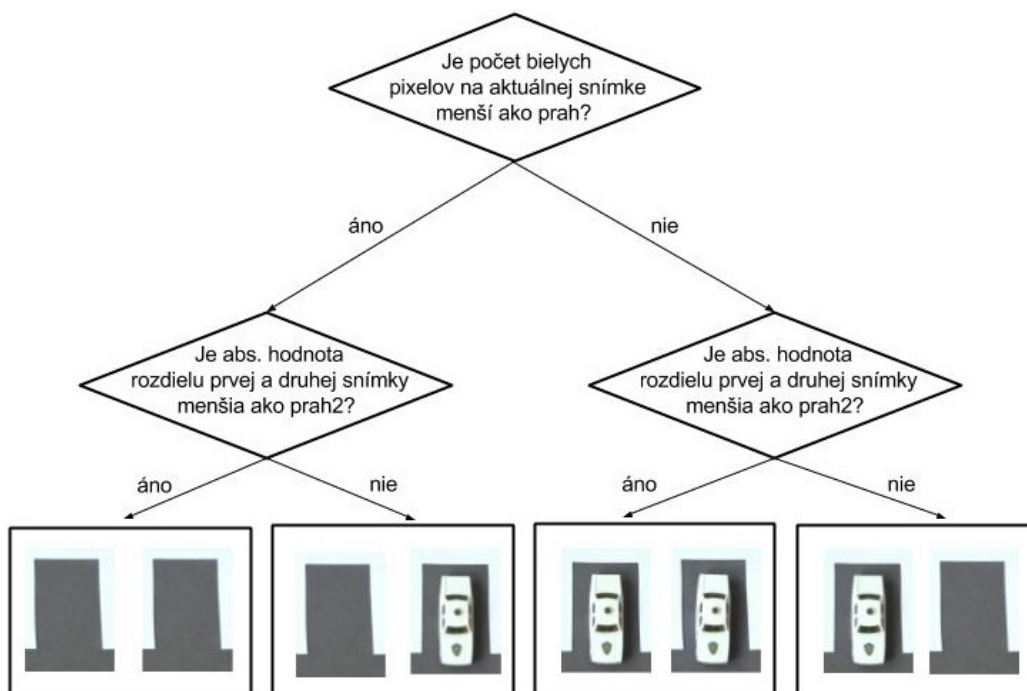 Je počet bielych
pixelov na aktuálnej snímke
menší ako prah?
áno
nie
Je abs. hodnota
rozdielu prvej a druhej snímky
menšia ako prah2?
Je abs. hodnota
rozdielu prvej a druhej snímky
menšia ako prah2?
áno
nie
áno
nie